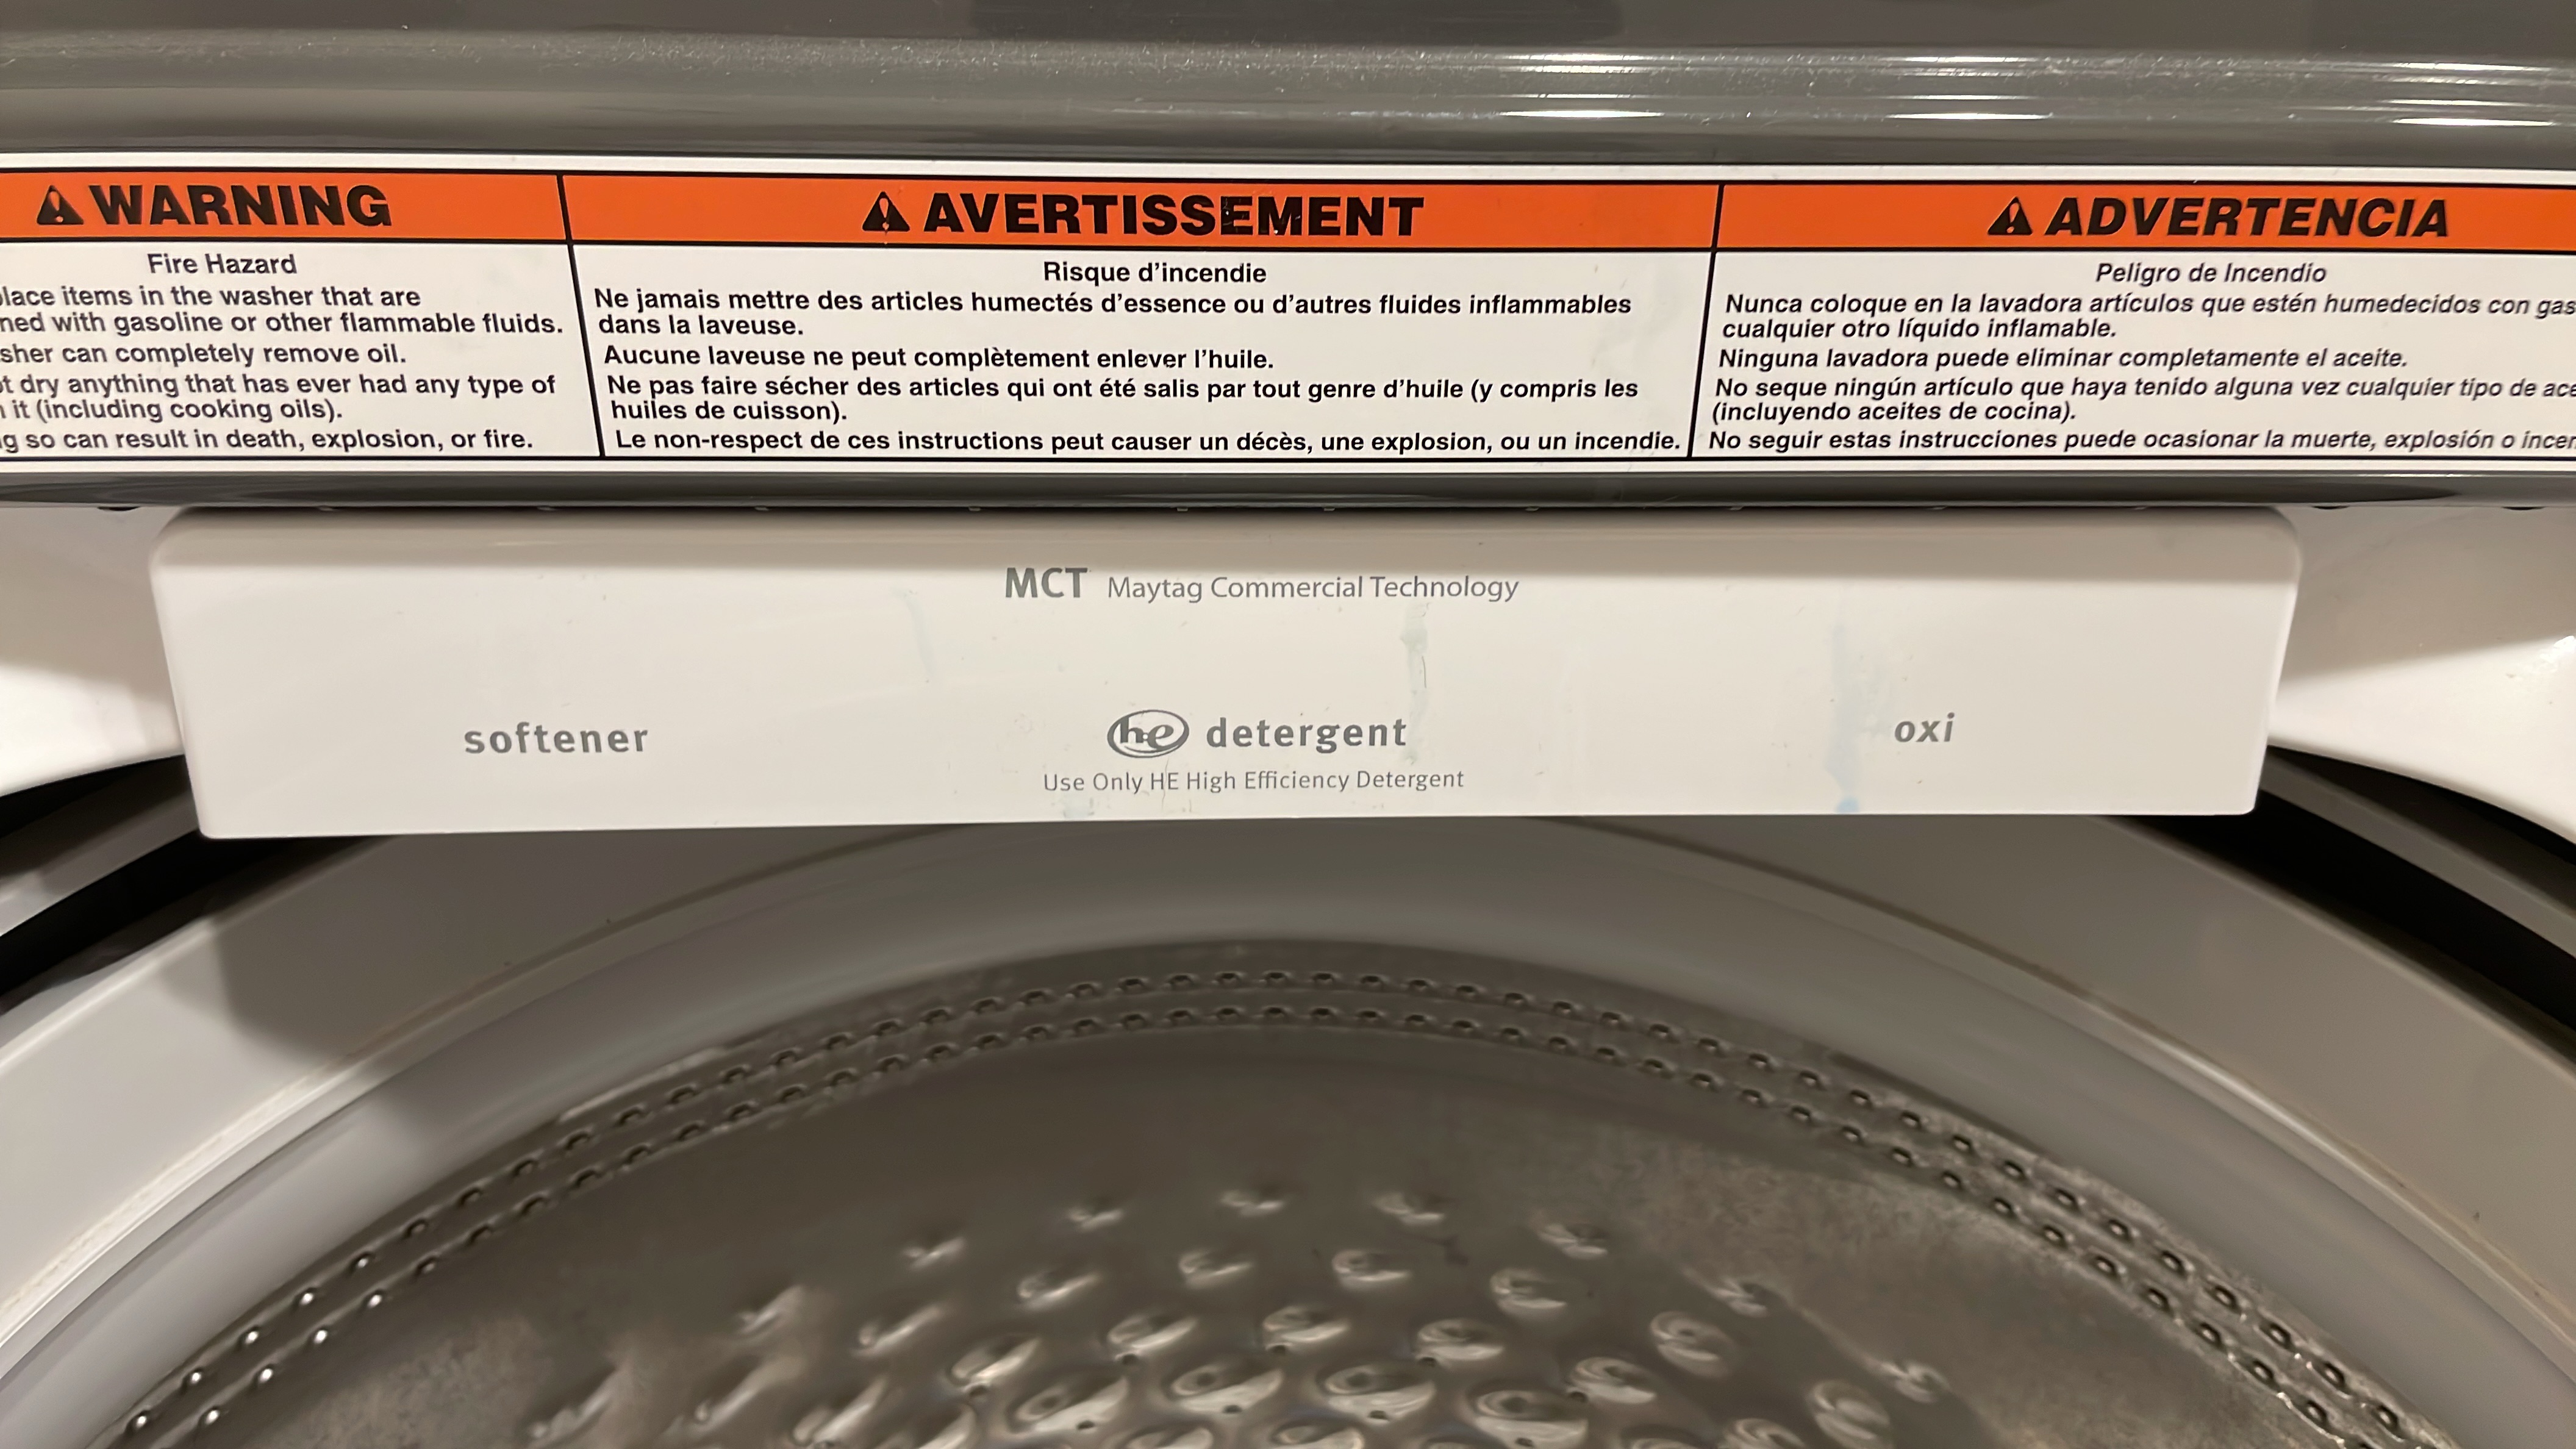 WARNING
Fire Hazard
items in the washer that are
with gasoline or other flammable fluids.
can completely remove oil.
dry anything that has ever had any type of
it (including cooking oils).
so can result in death, explosion, or fire.
AVERTISSEMENT
Risque d'incendie
Ne jamais mettre des articles humectés d'essence ou d'autres fluides inflammables
dans la laveuse.
Aucune laveuse ne peut complètement enlever l'huile.
Ne pas faire sécher des articles qui ont été salis par tout genre d'huile (y compris les
huiles de cuisson).
Le non-respect de ces instructions peut causer un décès, une explosion, ou un incendie.
ADVERTENCIA
Peligro de Incendio
Nunca coloque en la lavadora artículos que estén humedecidos con
cualquier otro líquido inflamable.
Ninguna lavadora puede eliminar completamente el aceite.
No seque ningún artículo que haya tenido alguna vez cualquier tipo de
(incluyendo aceites de cocina).
No seguir estas instrucciones puede ocasionar la muerte, explosión o
MCT Maytag Commercial Technology
softener
he detergent
Use Only HE High Efficiency Detergent
oxi